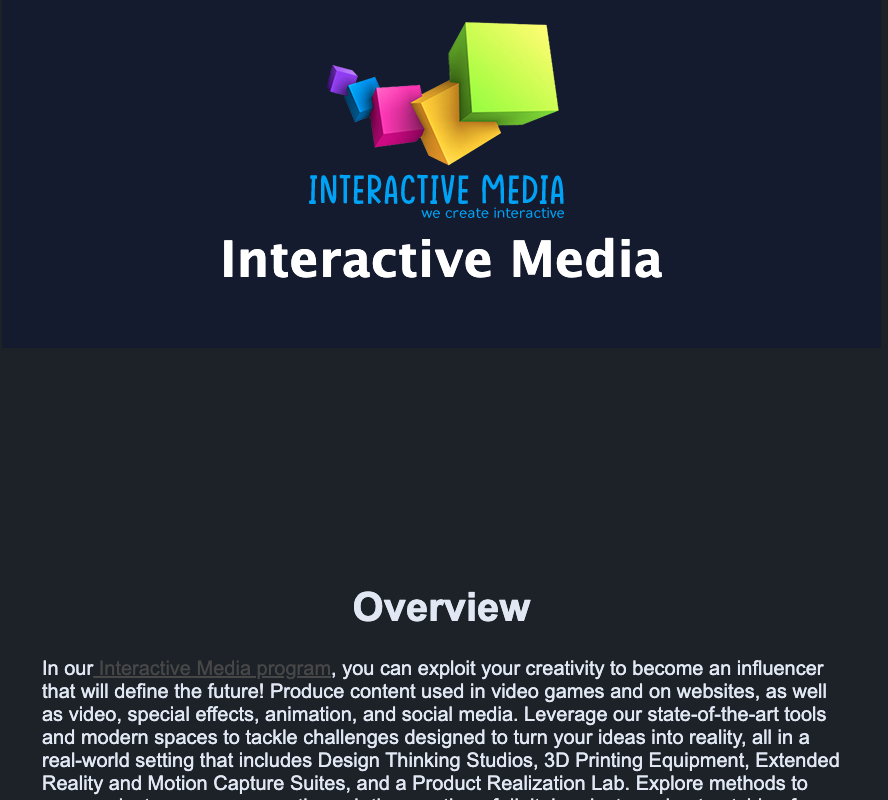 INTERACTIVE MEDIA
we create interactive
Interactive Media
Overview
In our Interactive Media program, you can exploit your creativity to become an influencer
that will define the future! Produce content used in video games and on websites, as well
as video, special effects, animation, and social media. Leverage our state-of-the-art tools
and modern spaces to tackle challenges designed to turn your ideas into reality, all in a
real-world setting that includes Design Thinking Studios, 3D Printing Equipment, Extended
Reality and Motion Capture Suites, and a Product Realization Lab. Explore methods to